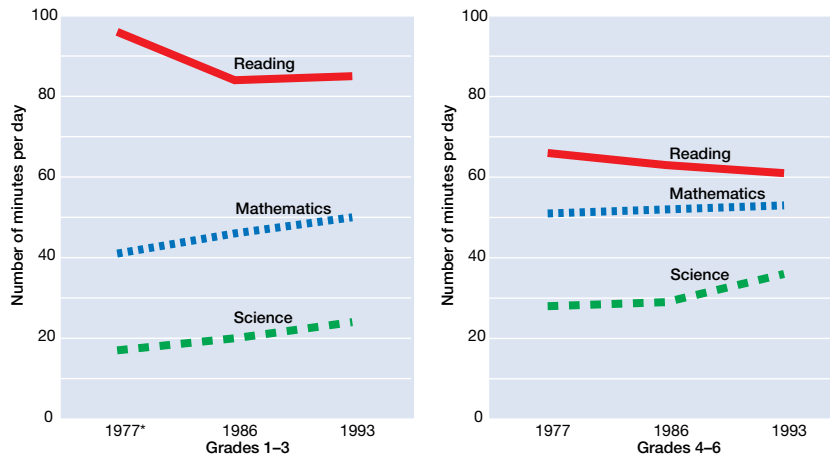 Number of minutes per day
100
80
60
40
20
0
Reading
Mathematics
Science
1977* 1986 1993
Grades 1–3
Number of minutes per day
100
80
60
40
20
0
Reading
Mathematics
Science
1977 1986 1993
Grades 4–6